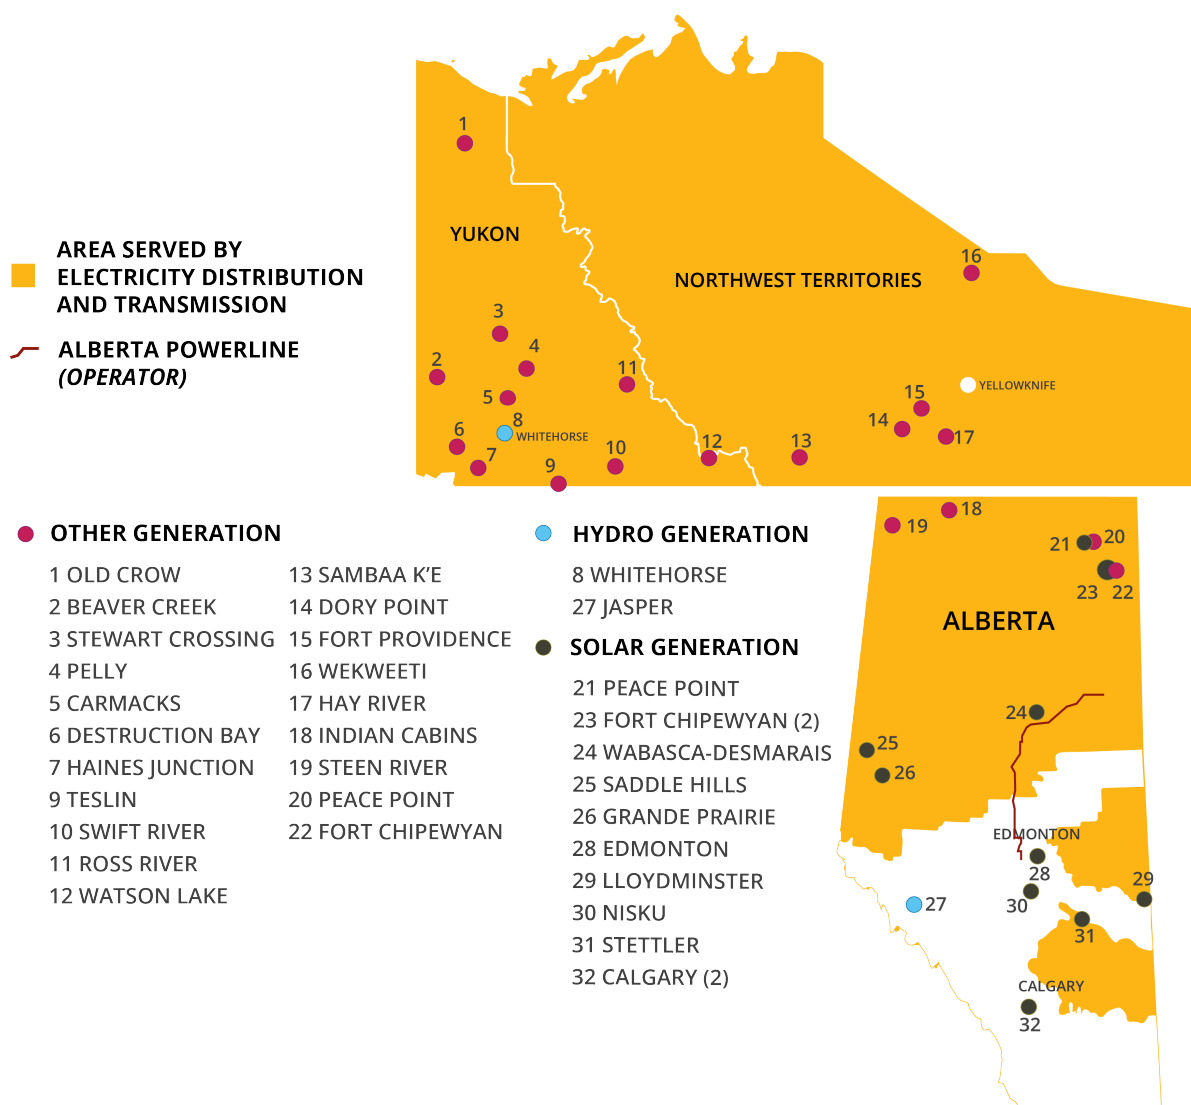 1
YUKON
NORTHWEST TERRITORIES
16
3
4
2
11
5
8
WHITEHORSE
6
7
9
10
12
13
14
15
17
YELLOWKNIFE
AREA SERVED BY
ELECTRICITY DISTRIBUTION
AND TRANSMISSION
ALBERTA POWERLINE
(OPERATOR)
OTHER GENERATION
1 OLD CROW
2 BEAVER CREEK
3 STEWART CROSSING
4 PELLY
5 CARMACKS
6 DESTRUCTION BAY
7 HAINES JUNCTION
9 TESLIN
10 SWIFT RIVER
11 ROSS RIVER
12 WATSON LAKE
13 SAMBAA K’E
14 DORY POINT
15 FORT PROVIDENCE
16 WEKWEETI
17 HAY RIVER
18 INDIAN CABINS
19 STEEN RIVER
20 PEACE POINT
22 FORT CHIPEWYAN
HYDRO GENERATION
8 WHITEHORSE
27 JASPER
SOLAR GENERATION
21 PEACE POINT
23 FORT CHIPEWYAN (2)
24 WABASCA-DESMARAIS
25 SADDLE HILLS
26 GRANDE PRAIRIE
28 EDMONTON
29 LLOYDMINSTER
30 NISKU
31 STETTLER
32 CALGARY (2)
18
19
20
21
23
22
ALBERTA
24
25
26
EDMONTON
28
29
27
30
31
CALGARY
32